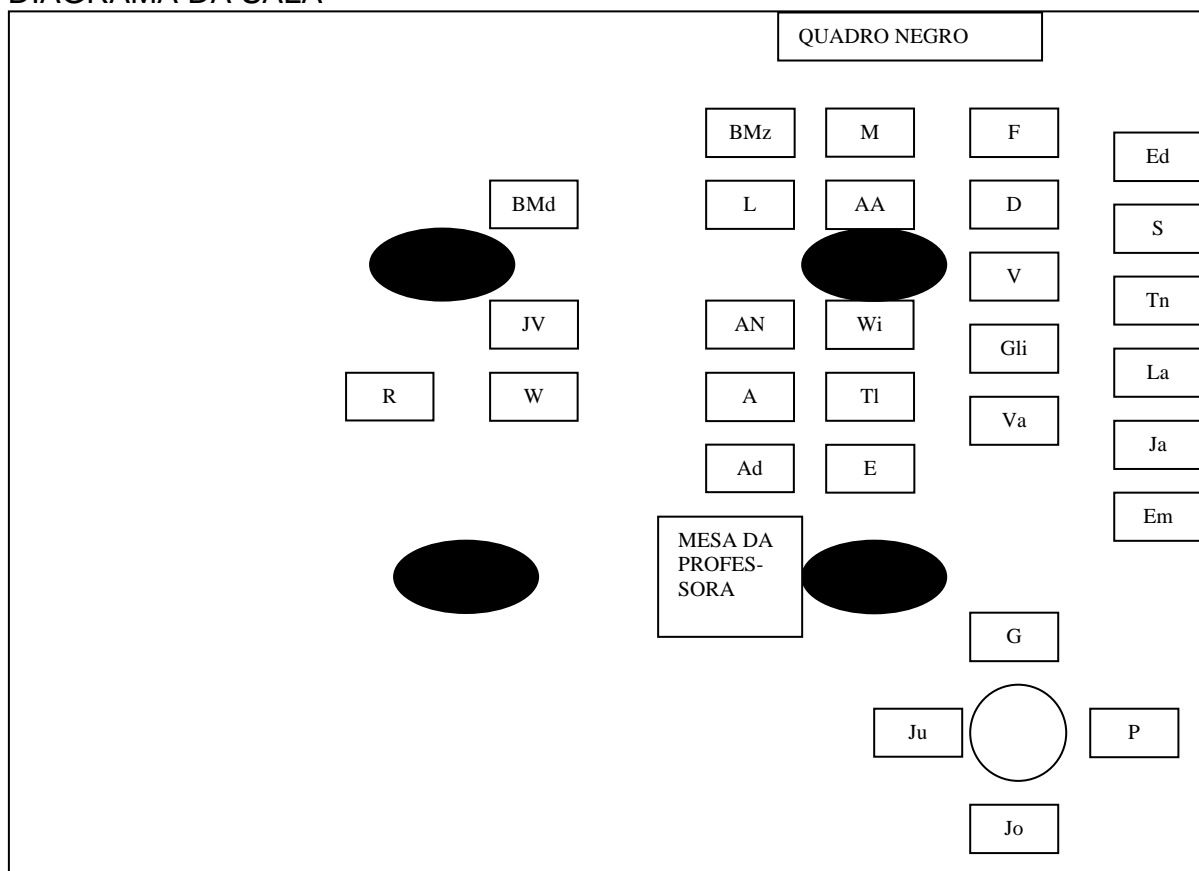 DIAGRAMA DA SALA
QUADRO NEGRO
BMz M F
Ed
BMd L AA D
S
V
Tn
JV AN Wi
Gli
La
R W A Tl
Va
Ja
Ad E
Em
MESA DA
PROFES-
SORA
G
Ju P
Jo